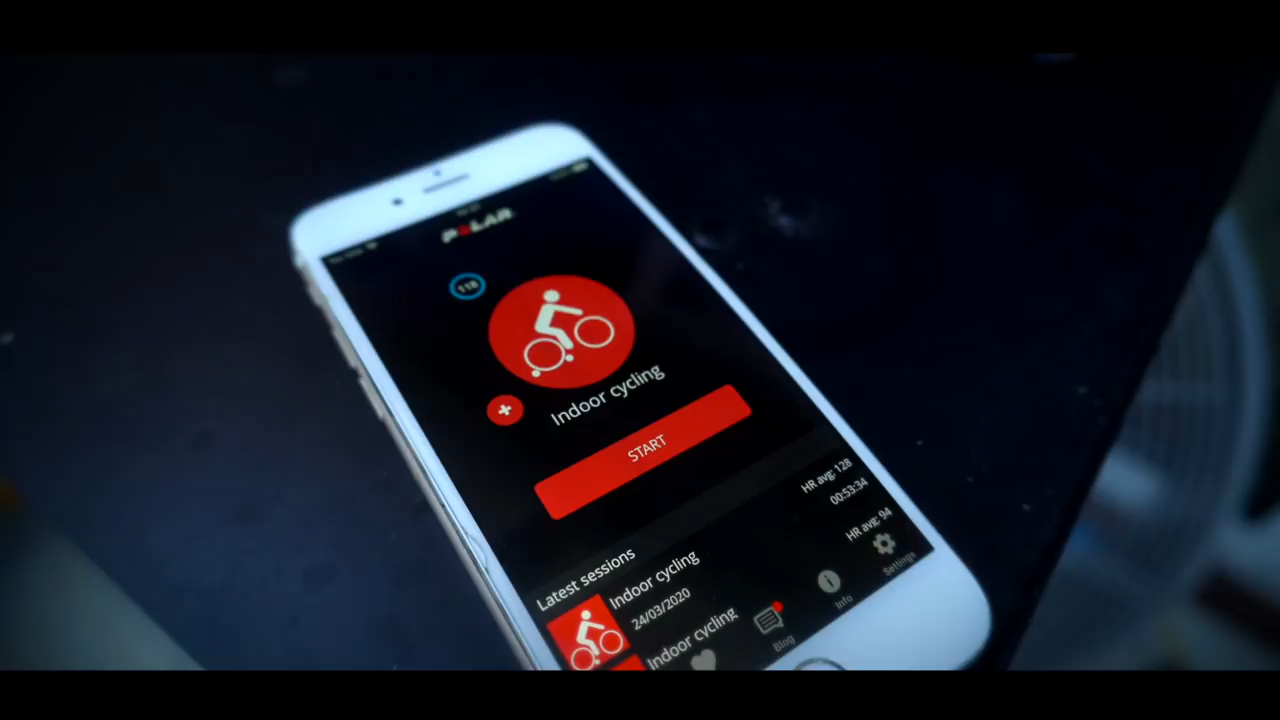 POLAR
118
Indoor cycling
START
Latest sessions
Indoor cycling
HR avg: 128
24/03/2020
00:53:34
Indoor cycling
HR avg: 94
Blog
Info
Settings